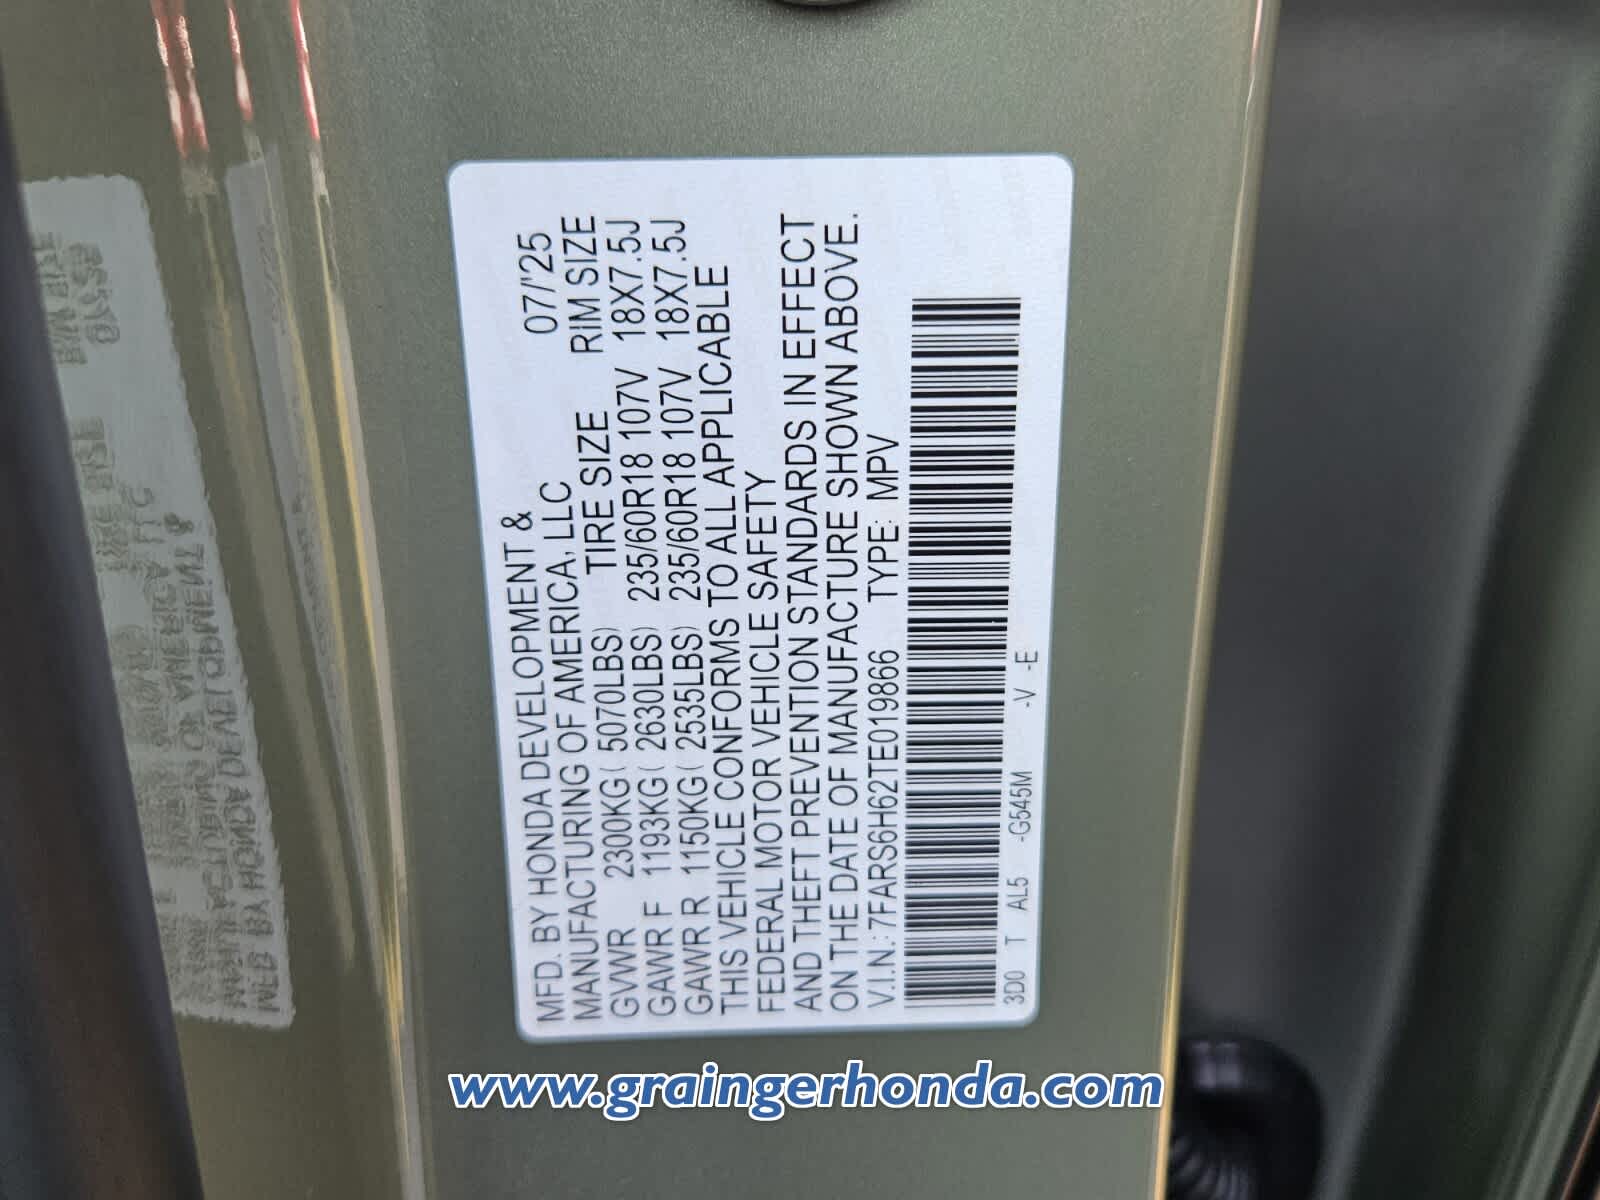 MFD. BY HONDA DEVELOPMENT & 07/'25
MANUFACTURING OF AMERICA, LLC
TIRE SIZE RIM SIZE
GVWR 2300KG( 5070LBS) 235/60R18 107V 18X7.5J
GAWR F 1193KG( 2630LBS) 235/60R18 107V 18X7.5J
GAWR R 1150KG( 2535LBS)
THIS VEHICLE CONFORMS TO ALL APPLICABLE
FEDERAL MOTOR VEHICLE SAFETY
AND THEFT PREVENTION STANDARDS IN EFFECT
ON THE DATE OF MANUFACTURE SHOWN ABOVE.
V.I.N.: 7FARS6H62TE019866 TYPE: MPV
3D0 T AL5 -G545M -V -E
www.graingerhonda.com